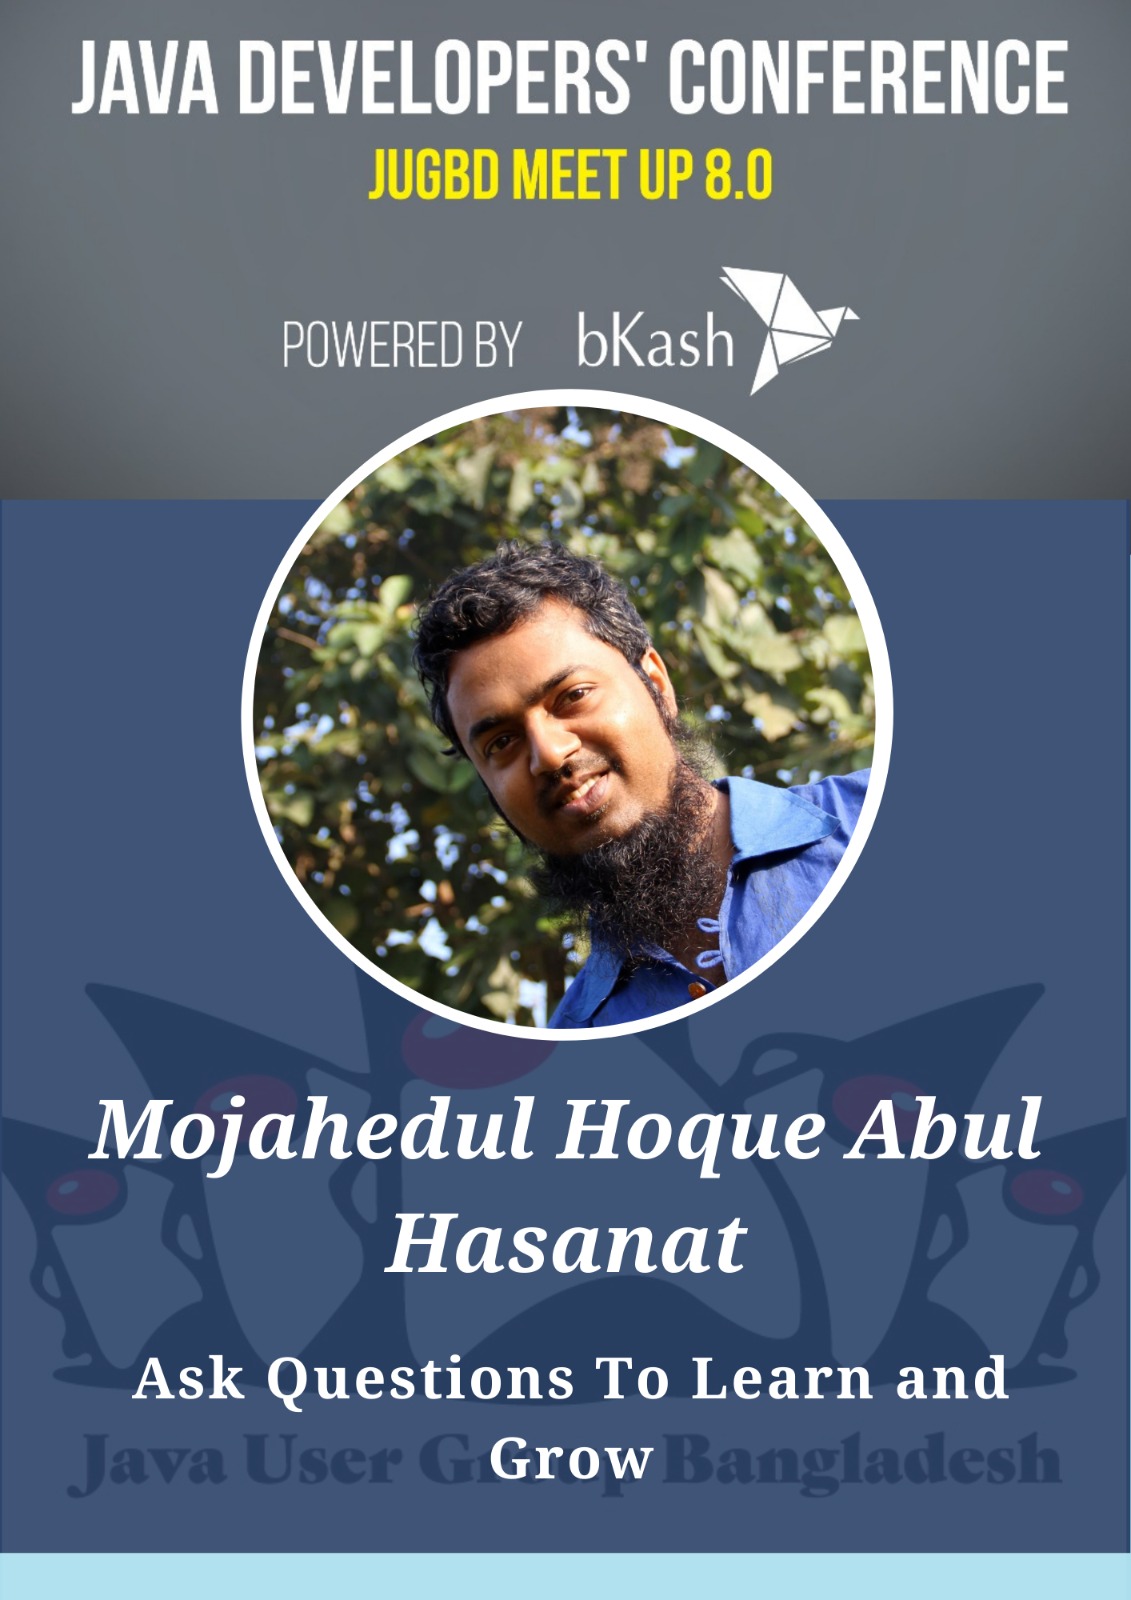 JAVA DEVELOPERS' CONFERENCE
JUGBD MEET UP 8.0
POWERED BY bKash
Mojahedul Hoque Abul
Hasanat
Ask Questions To Learn and
Grow
Java User Group Bangladesh